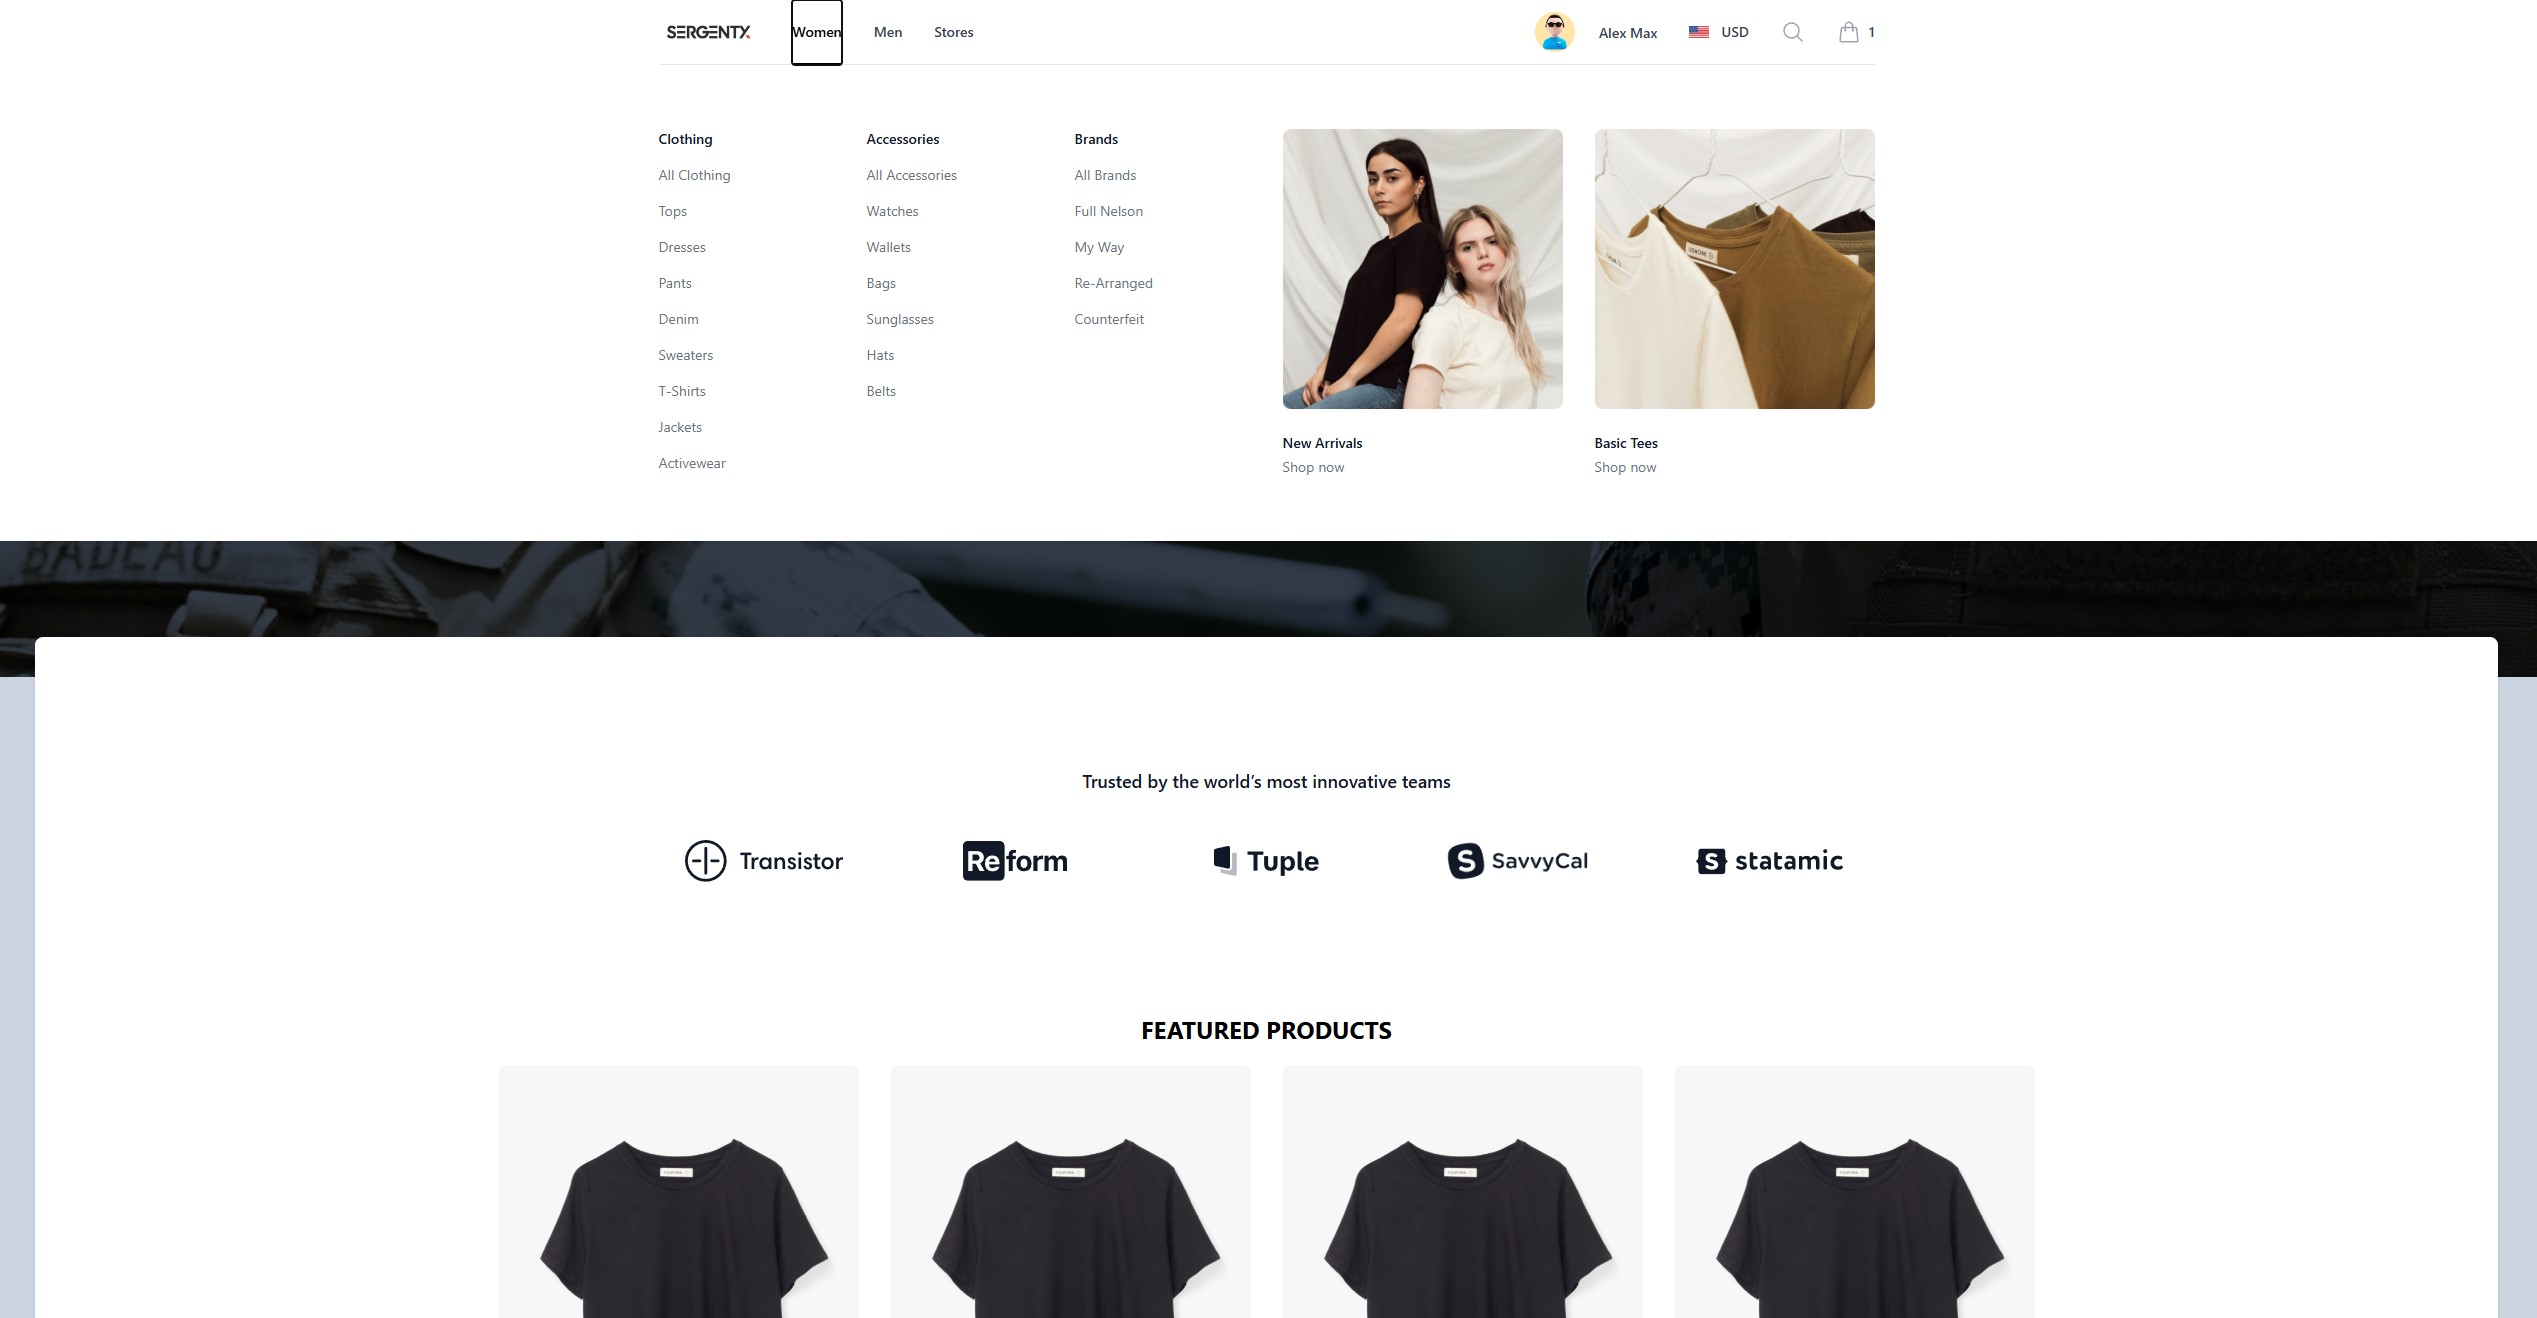 SERGENTX
Women
Men
Stores
Alex Max
USD
1
Clothing
All Clothing
Tops
Dresses
Pants
Denim
Sweaters
T-Shirts
Jackets
Activewear
Accessories
All Accessories
Watches
Wallets
Bags
Sunglasses
Hats
Belts
Brands
All Brands
Full Nelson
My Way
Re-Arranged
Counterfeit
New Arrivals
Shop now
Basic Tees
Shop now
BADEAU
Trusted by the world’s most innovative teams
Transistor
Reform
Tuple
S SavvyCal
S statamic
FEATURED PRODUCTS